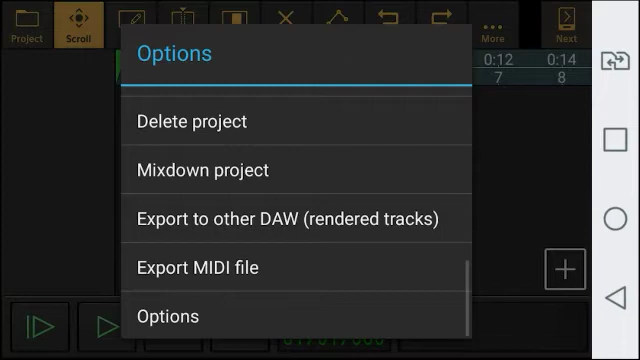 Project
Scroll
More
Next
Options
0:12
0:14
7
8
Delete project
Mixdown project
Export to other DAW (rendered tracks)
Export MIDI file
Options